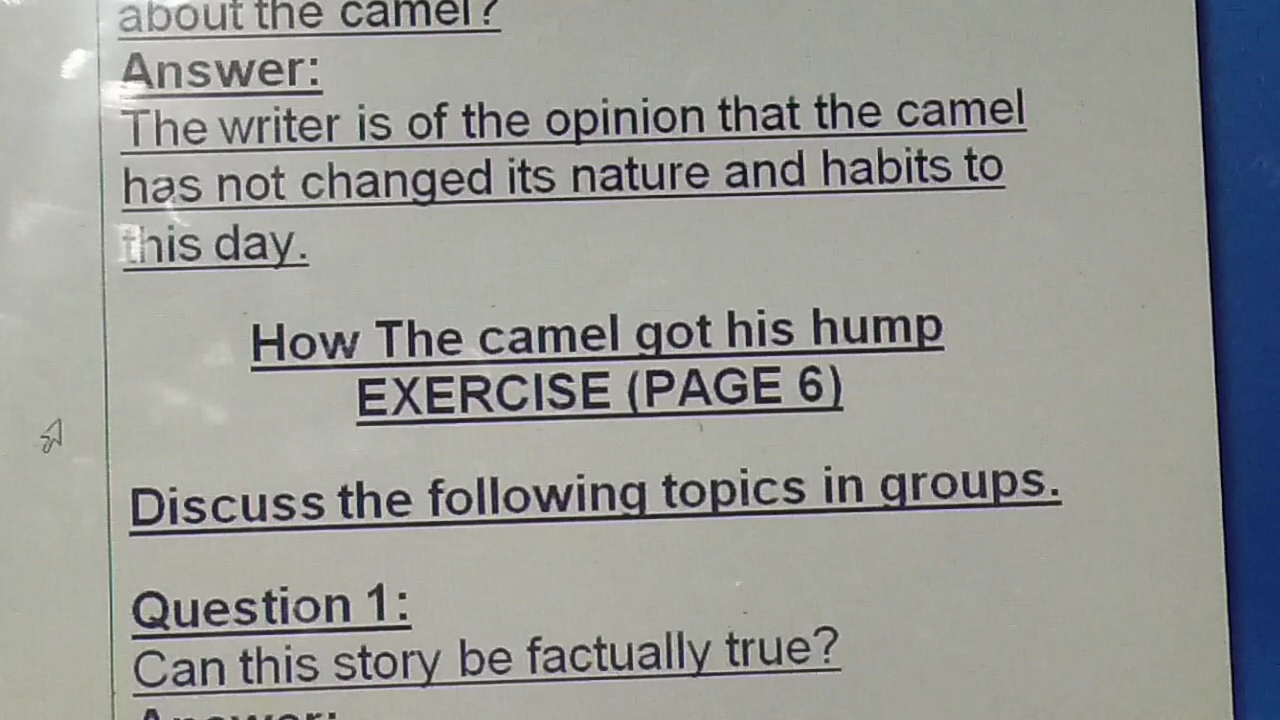 about the camel?
Answer:
The writer is of the opinion that the camel
has not changed its nature and habits to
this day.
How The camel got his hump
EXERCISE (PAGE 6)
Discuss the following topics in groups.
Question 1:
Can this story be factually true?
Answer: